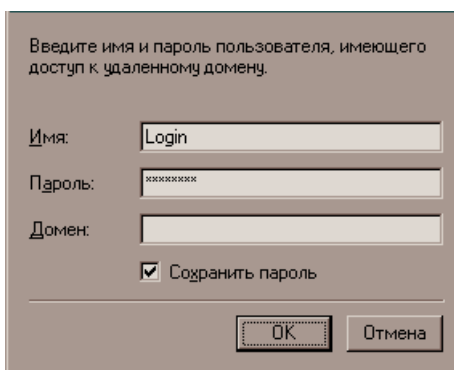 Введите имя и пароль пользователя, имеющего
доступ к удаленному домену.
Имя: Login
Пароль: ********
Домен:
Сохранить пароль
OK Отмена